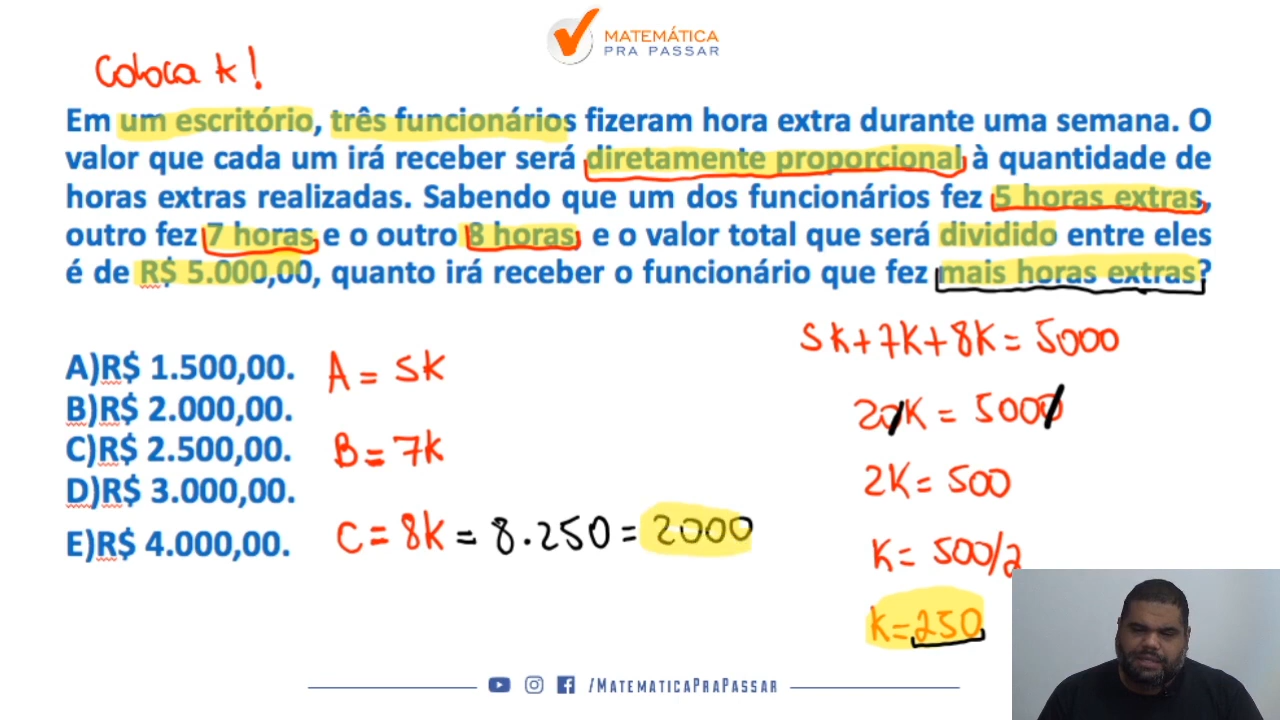 MATEMÁTICA
PRA PASSAR
Coloca k!
Em um escritório, três funcionários fizeram hora extra durante uma semana. O
valor que cada um irá receber será diretamente proporcional à quantidade de
horas extras realizadas. Sabendo que um dos funcionários fez 5 horas extras,
outro fez 7 horas e o outro 8 horas, e o valor total que será dividido entre eles
é de R$ 5.000,00, quanto irá receber o funcionário que fez mais horas extras?
A)R$ 1.500,00.
B)R$ 2.000,00.
C)R$ 2.500,00.
D)R$ 3.000,00.
E)R$ 4.000,00.
A = 5k
B = 7k
C = 8k = 8.250 = 2000
5k+7k+8k = 5000
20k = 5000
2k = 500
k = 500/2
k = 250
/MATEMATICAPRAPASSAR